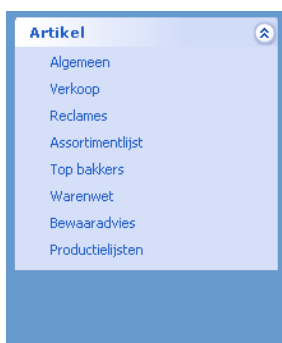 Artikel
Algemeen
Verkoop
Reclames
Assortimentlijst
Top bakkers
Warenwet
Bewaaradvies
Productielijsten